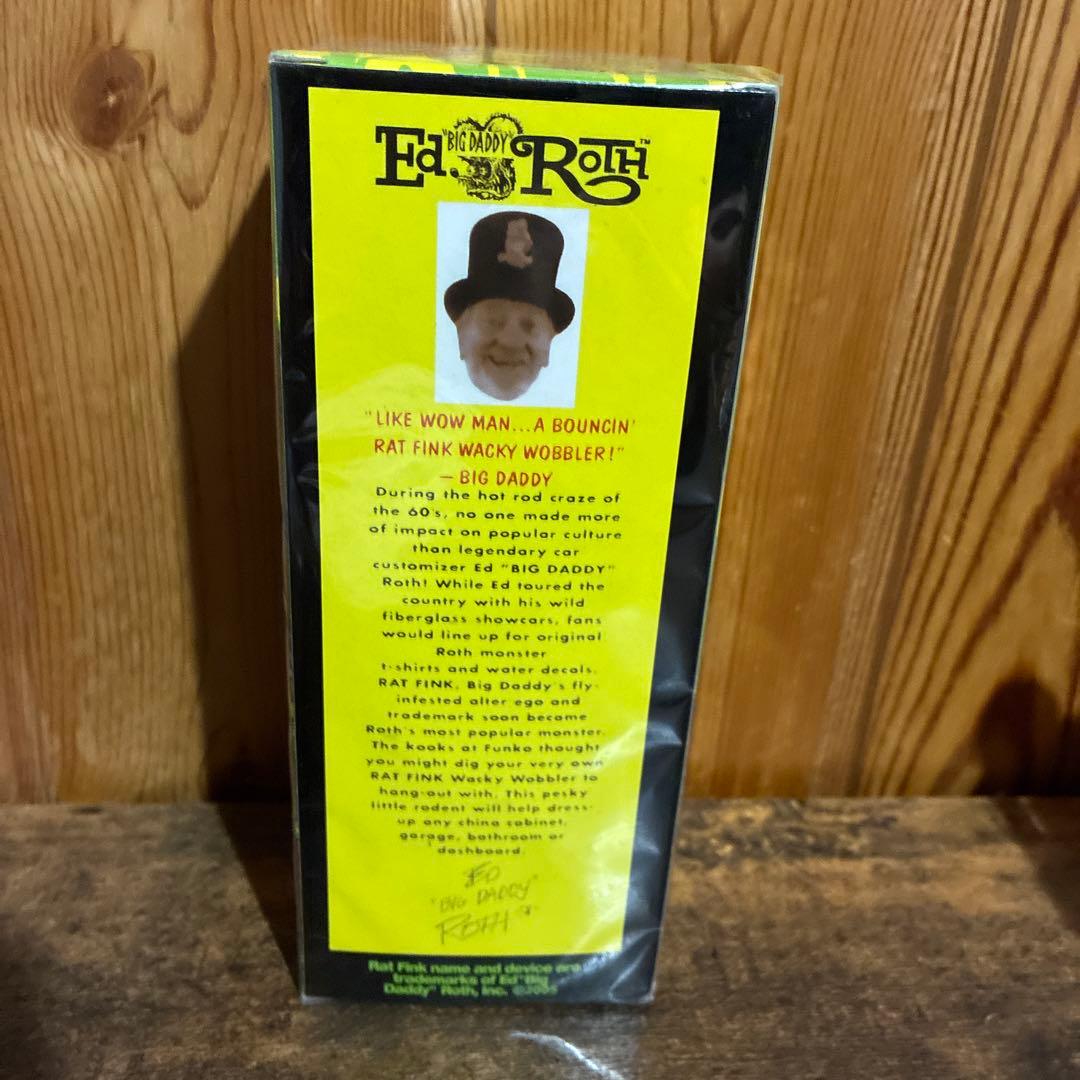 Ed. "BIG DADDY" ROTH™
"LIKE WOW MAN...A BOUNCIN'
RAT FINK WACKY WOBBLER!"
– BIG DADDY
During the hot rod craze of
the 60's, no one made more
of impact on popular culture
than legendary car
customizer Ed "BIG DADDY"
Roth! While Ed toured the
country with his wild
fiberglass showcars, fans
would line up for original
Roth monster
t-shirts and water decals.
RAT FINK, Big Daddy's fly-
infested alter ego and
trademark soon became
Roth's most popular monster.
The kooks at Funko thought
you might dig your very own
RAT FINK Wacky Wobbler to
hang-out with. This pesky
little rodent will help dress-
up any china cabinet,
garage, bathroom or
dashboard.
ED
"BIG DADDY"
ROTH
Rat Fink name and device are
trademarks of Ed "Big
Daddy" Roth, Inc.